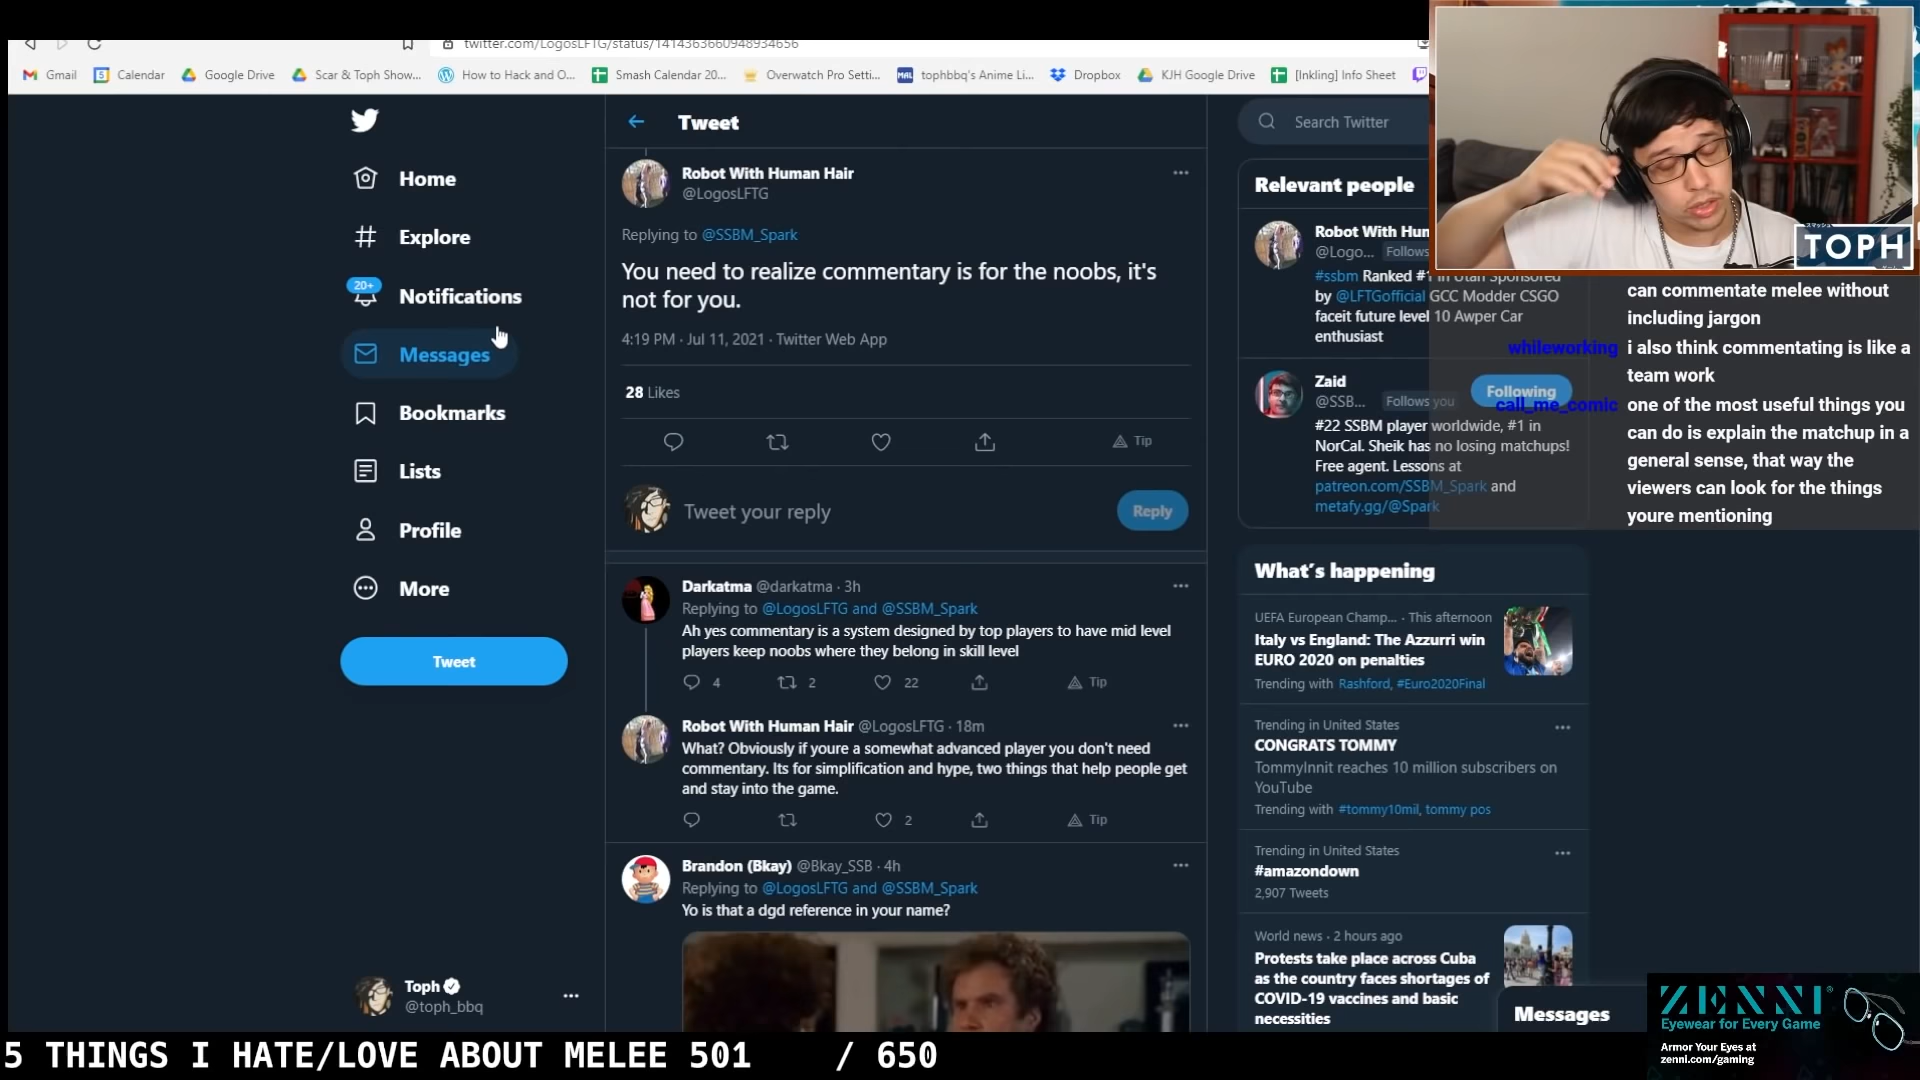 twitter.com/LogosLFTG/status/1414363660948934656
Gmail
Calendar
Google Drive
Scar & Toph Show...
How to Hack and O...
Smash Calendar 20...
Overwatch Pro Setti...
tophbbq's Anime Li...
Dropbox
KJH Google Drive
[Inkling] Info Sheet
Home
Explore
20+
Notifications
Messages
Bookmarks
Lists
Profile
More
Tweet
Toph
@toph_bbq
Tweet
Robot With Human Hair
@LogosLFTG
Replying to @SSBM_Spark
You need to realize commentary is for the noobs, it's
not for you.
4:19 PM · Jul 11, 2021 · Twitter Web App
28 Likes
Tip
Tweet your reply
Reply
Darkatma @darkatma · 3h
Replying to @LogosLFTG and @SSBM_Spark
Ah yes commentary is a system designed by top players to have mid level
players keep noobs where they belong in skill level
4
2
22
Tip
Robot With Human Hair @LogosLFTG · 18m
What? Obviously if youre a somewhat advanced player you don't need
commentary. Its for simplification and hype, two things that help people get
and stay into the game.
2
Tip
Brandon (Bkay) @Bkay_SSB · 4h
Replying to @LogosLFTG and @SSBM_Spark
Yo is that a dgd reference in your name?
Search Twitter
Relevant people
Robot With Hum
@Logo... Follows
#ssbm Ranked #1 in Utah Sponsored
by @LFTGofficial GCC Modder CSGO
faceit future level 10 Awper Car
enthusiast
Zaid
@SSB... Follows you
Following
#22 SSBM player worldwide, #1 in
NorCal. Sheik has no losing matchups!
Free agent. Lessons at
patreon.com/SSBM_Spark and
metafy.gg/@Spark
What's happening
UEFA European Champ... · This afternoon
Italy vs England: The Azzurri win
EURO 2020 on penalties
Trending with Rashford, #Euro2020Final
Trending in United States
CONGRATS TOMMY
TommyInnit reaches 10 million subscribers on
YouTube
Trending with #tommy10mil, tommy pos
Trending in United States
#amazondown
2,907 Tweets
World news · 2 hours ago
Protests take place across Cuba
as the country faces shortages of
COVID-19 vaccines and basic
necessities
Messages
スマッシュ
TOPH
can commentate melee without
including jargon
whileworking i also think commentating is like a
team work
call_me_comic one of the most useful things you
can do is explain the matchup in a
general sense, that way the
viewers can look for the things
youre mentioning
ZENNI®
Eyewear for Every Game
Armor Your Eyes at
zenni.com/gaming
5 THINGS I HATE/LOVE ABOUT MELEE 501 / 650